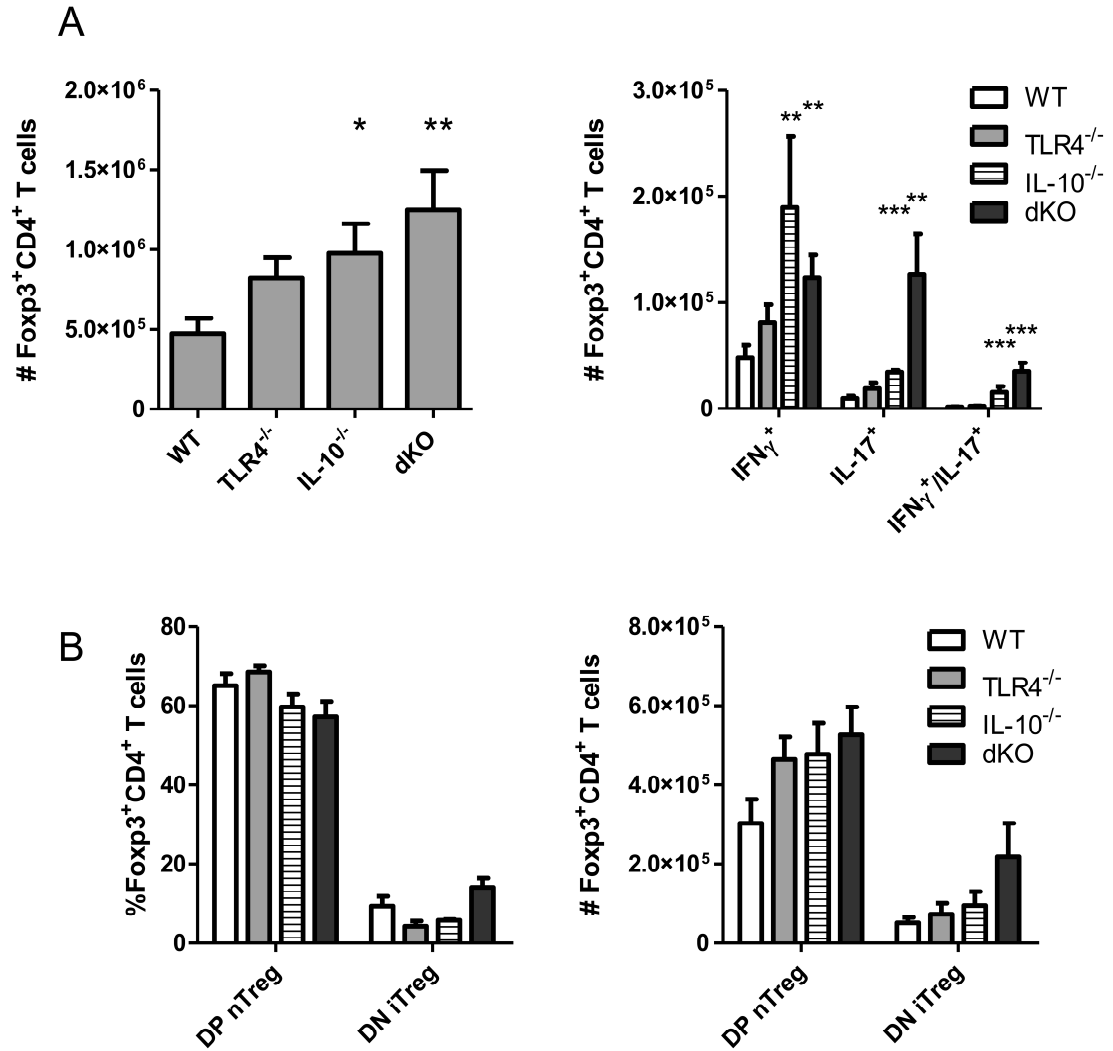 A
# Foxp3⁺CD4⁺ T cells
2.0×10⁶
1.5×10⁶
1.0×10⁶
5.0×10⁵
0
*
**
WT
TLR4⁻/⁻
IL-10⁻/⁻
dKO
# Foxp3⁺CD4⁺ T cells
3.0×10⁵
2.0×10⁵
1.0×10⁵
0
**
**
***
**
***
***
IFNγ⁺
IL-17⁺
IFNγ⁺/IL-17⁺
WT
TLR4⁻/⁻
IL-10⁻/⁻
dKO
B
%Foxp3⁺CD4⁺ T cells
80
60
40
20
0
DP nTreg
DN iTreg
# Foxp3⁺CD4⁺ T cells
8.0×10⁵
6.0×10⁵
4.0×10⁵
2.0×10⁵
0
DP nTreg
DN iTreg
WT
TLR4⁻/⁻
IL-10⁻/⁻
dKO